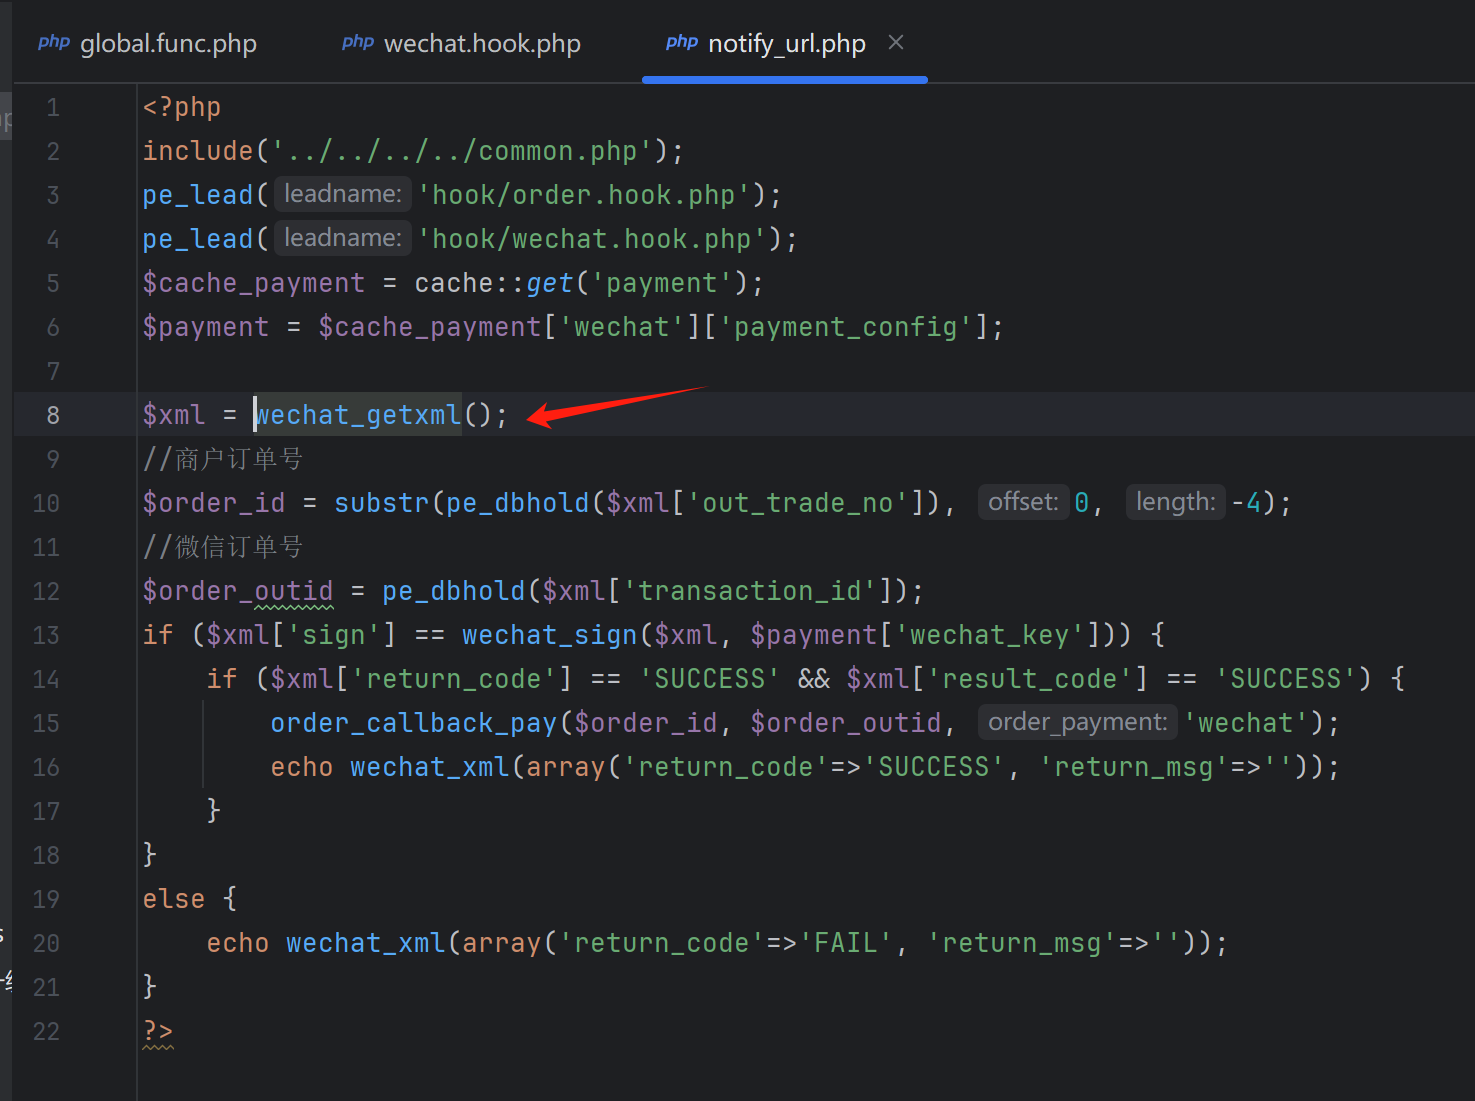 php global.func.php php wechat.hook.php php notify_url.php
1 <?php
2 include('../../../../common.php');
3 pe_lead( leadname: 'hook/order.hook.php');
4 pe_lead( leadname: 'hook/wechat.hook.php');
5 $cache_payment = cache::get('payment');
6 $payment = $cache_payment['wechat']['payment_config'];
7
8 $xml = wechat_getxml();
9 //商户订单号
10 $order_id = substr(pe_dbhold($xml['out_trade_no']), offset: 0, length: -4);
11 //微信订单号
12 $order_outid = pe_dbhold($xml['transaction_id']);
13 if ($xml['sign'] == wechat_sign($xml, $payment['wechat_key'])) {
14 if ($xml['return_code'] == 'SUCCESS' && $xml['result_code'] == 'SUCCESS') {
15 order_callback_pay($order_id, $order_outid, order_payment: 'wechat');
16 echo wechat_xml(array('return_code'=>'SUCCESS', 'return_msg'=>''));
17 }
18 }
19 else {
20 echo wechat_xml(array('return_code'=>'FAIL', 'return_msg'=>''));
21 }
22 ?>